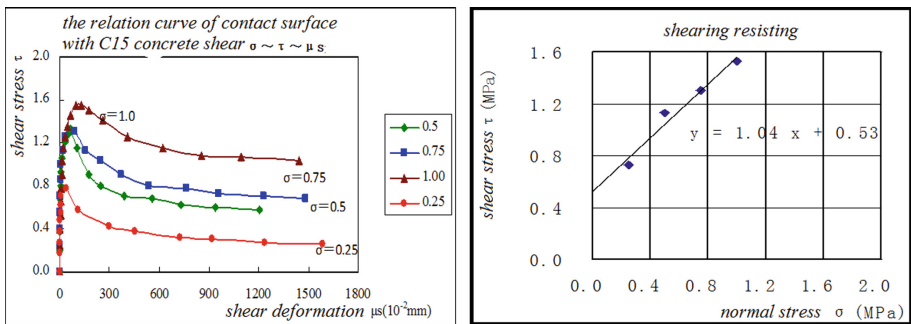 the relation curve of contact surface
with C15 concrete shear σ~τ~μs
shear stress τ
2.0
1.6
1.2
0.8
0.4
0.0
σ=1.0
σ=0.75
σ=0.5
σ=0.25
0 300 600 900 1200 1500 1800
shear deformation μs(10⁻²mm)
0.5
0.75
1.00
0.25
shearing resisting
shear stress τ (MPa)
1.6
1.2
0.8
0.4
0.0
y = 1.04 x + 0.53
0.0 0.4 0.8 1.2 1.6 2.0
normal stress σ (MPa)